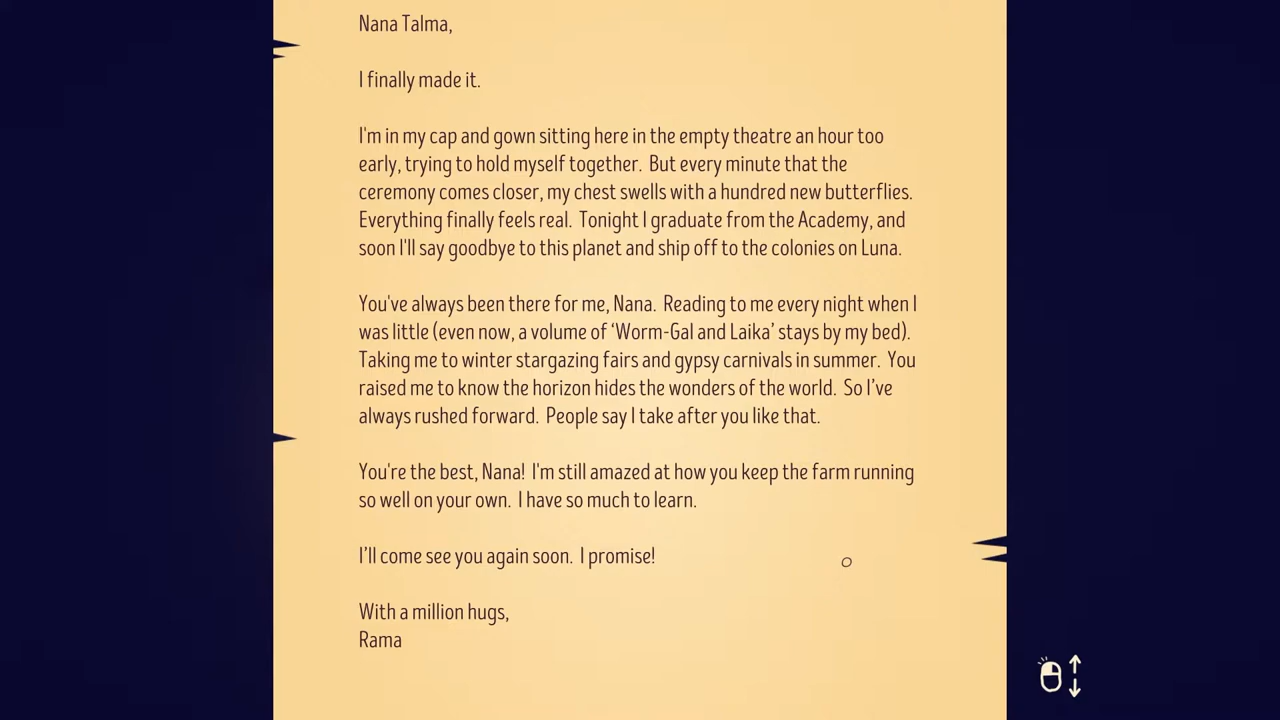 Nana Talma,
I finally made it.
I'm in my cap and gown sitting here in the empty theatre an hour too
early, trying to hold myself together.  But every minute that the
ceremony comes closer, my chest swells with a hundred new butterflies.
Everything finally feels real.  Tonight I graduate from the Academy, and
soon I'll say goodbye to this planet and ship off to the colonies on Luna.
You've always been there for me, Nana.  Reading to me every night when I
was little (even now, a volume of ‘Worm-Gal and Laika’ stays by my bed).
Taking me to winter stargazing fairs and gypsy carnivals in summer.  You
raised me to know the horizon hides the wonders of the world.  So I’ve
always rushed forward.  People say I take after you like that.
You're the best, Nana!  I'm still amazed at how you keep the farm running
so well on your own.  I have so much to learn.
I’ll come see you again soon.  I promise!
With a million hugs,
Rama